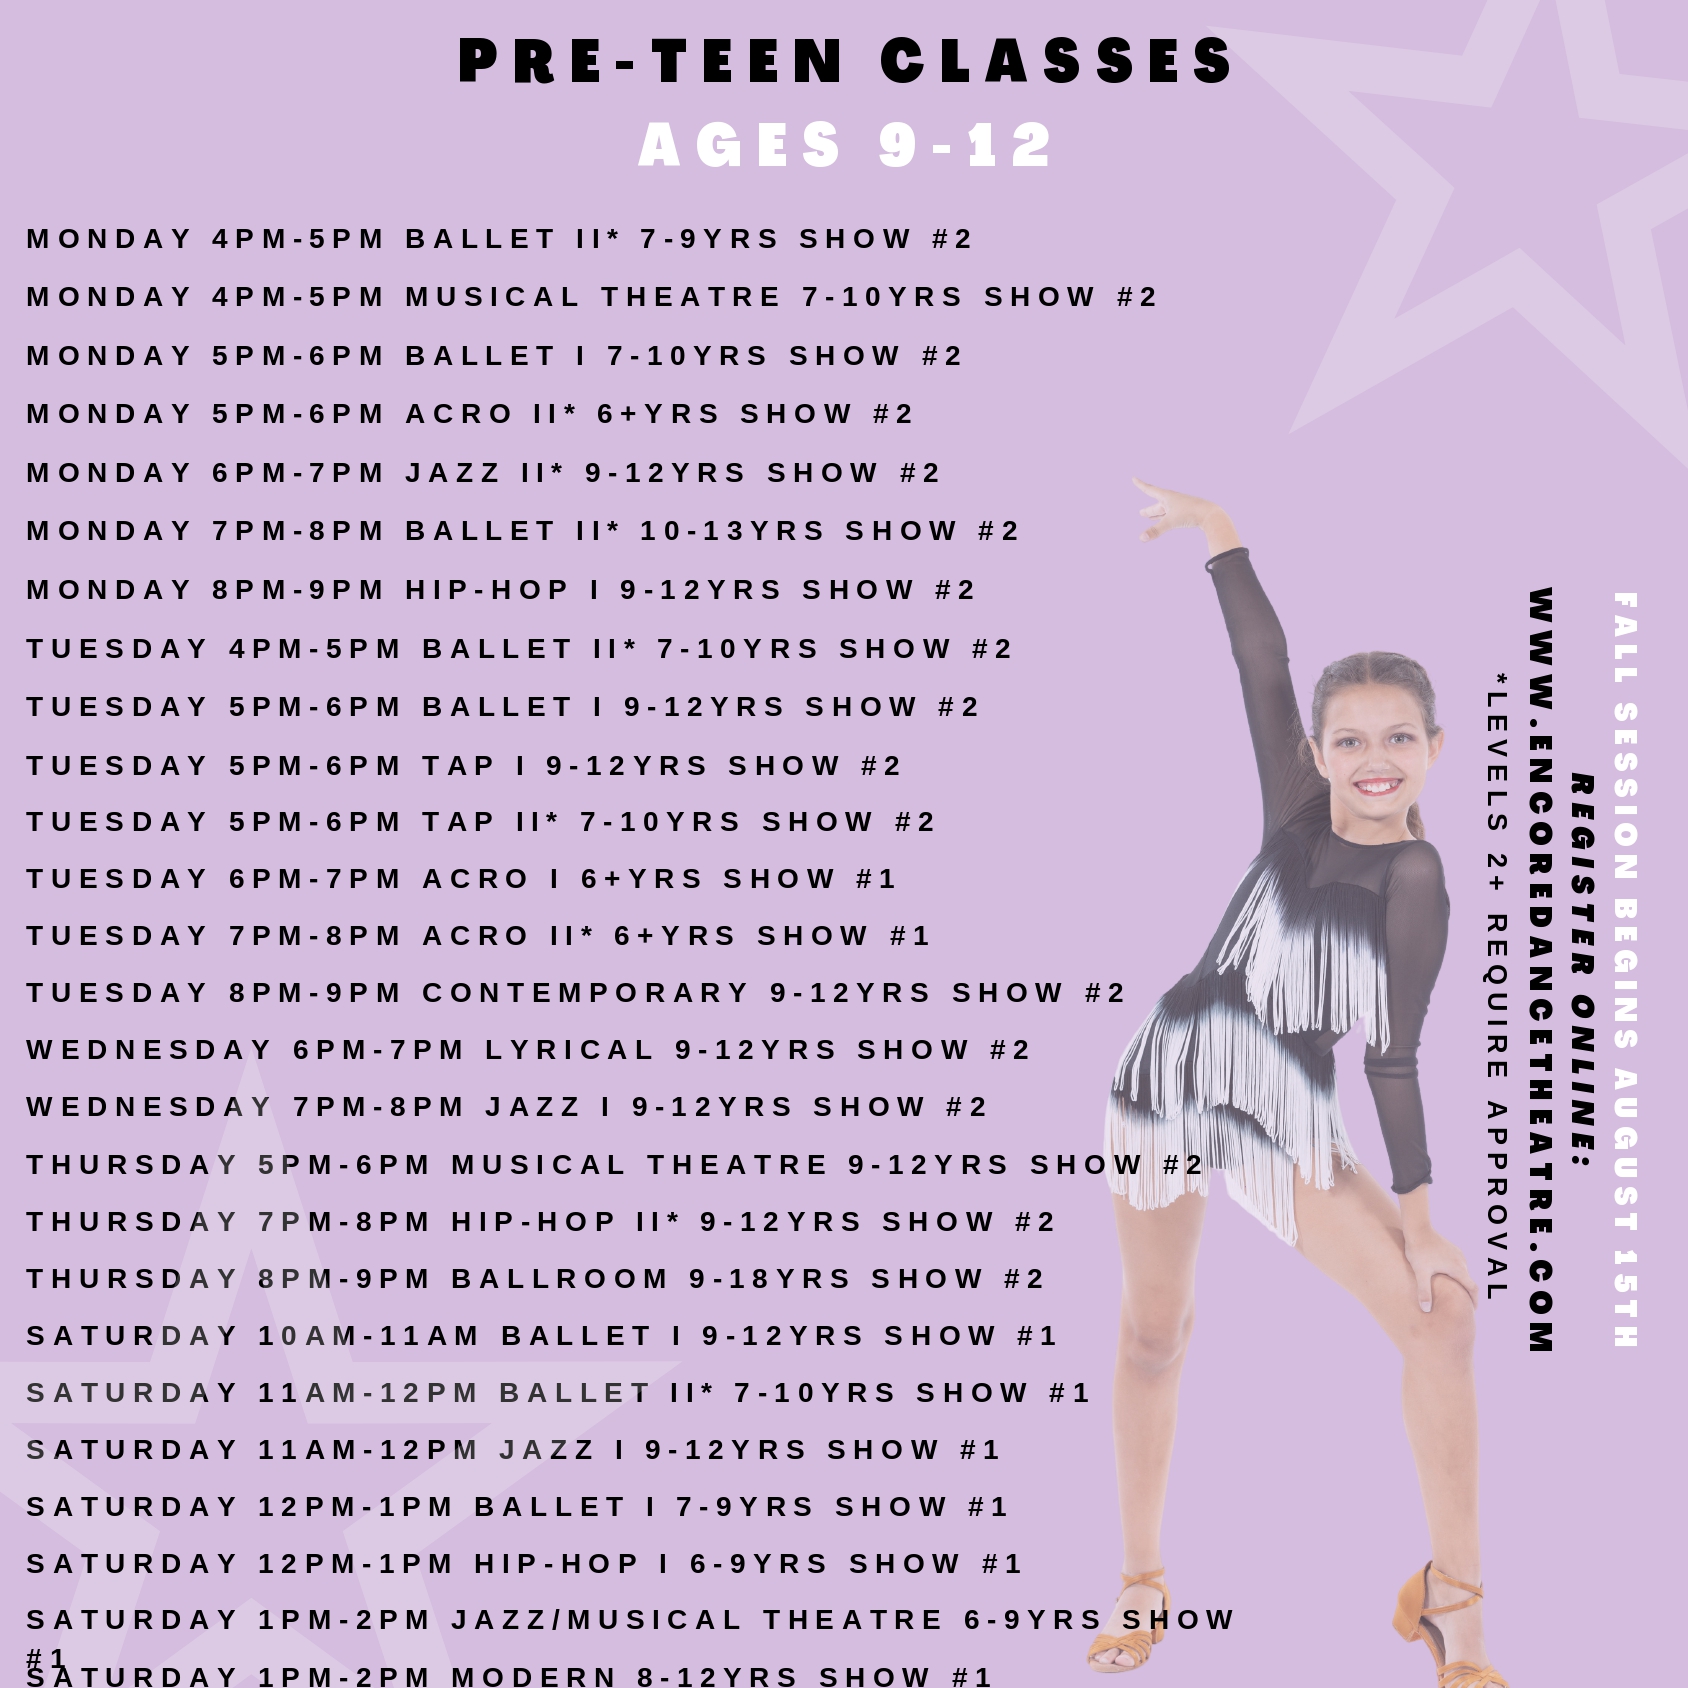 PRE-TEEN CLASSES
AGES 9-12
MONDAY 4PM-5PM BALLET II* 7-9YRS SHOW #2
MONDAY 4PM-5PM MUSICAL THEATRE 7-10YRS SHOW #2
MONDAY 5PM-6PM BALLET I 7-10YRS SHOW #2
MONDAY 5PM-6PM ACRO II* 6+YRS SHOW #2
MONDAY 6PM-7PM JAZZ II* 9-12YRS SHOW #2
MONDAY 7PM-8PM BALLET II* 10-13YRS SHOW #2
MONDAY 8PM-9PM HIP-HOP I 9-12YRS SHOW #2
TUESDAY 4PM-5PM BALLET II* 7-10YRS SHOW #2
TUESDAY 5PM-6PM BALLET I 9-12YRS SHOW #2
TUESDAY 5PM-6PM TAP I 9-12YRS SHOW #2
TUESDAY 5PM-6PM TAP II* 7-10YRS SHOW #2
TUESDAY 6PM-7PM ACRO I 6+YRS SHOW #1
TUESDAY 7PM-8PM ACRO II* 6+YRS SHOW #1
TUESDAY 8PM-9PM CONTEMPORARY 9-12YRS SHOW #2
WEDNESDAY 6PM-7PM LYRICAL 9-12YRS SHOW #2
WEDNESDAY 7PM-8PM JAZZ I 9-12YRS SHOW #2
THURSDAY 5PM-6PM MUSICAL THEATRE 9-12YRS SHOW #2
THURSDAY 7PM-8PM HIP-HOP II* 9-12YRS SHOW #2
THURSDAY 8PM-9PM BALLROOM 9-18YRS SHOW #2
SATURDAY 10AM-11AM BALLET I 9-12YRS SHOW #1
SATURDAY 11AM-12PM BALLET II* 7-10YRS SHOW #1
SATURDAY 11AM-12PM JAZZ I 9-12YRS SHOW #1
SATURDAY 12PM-1PM BALLET I 7-9YRS SHOW #1
SATURDAY 12PM-1PM HIP-HOP I 6-9YRS SHOW #1
SATURDAY 1PM-2PM JAZZ/MUSICAL THEATRE 6-9YRS SHOW
#1
SATURDAY 1PM-2PM MODERN 8-12YRS SHOW #1
FALL SESSION BEGINS AUGUST 15TH
REGISTER ONLINE:
WWW.ENCOREDANCETHEATRE.COM
*LEVELS 2+ REQUIRE APPROVAL